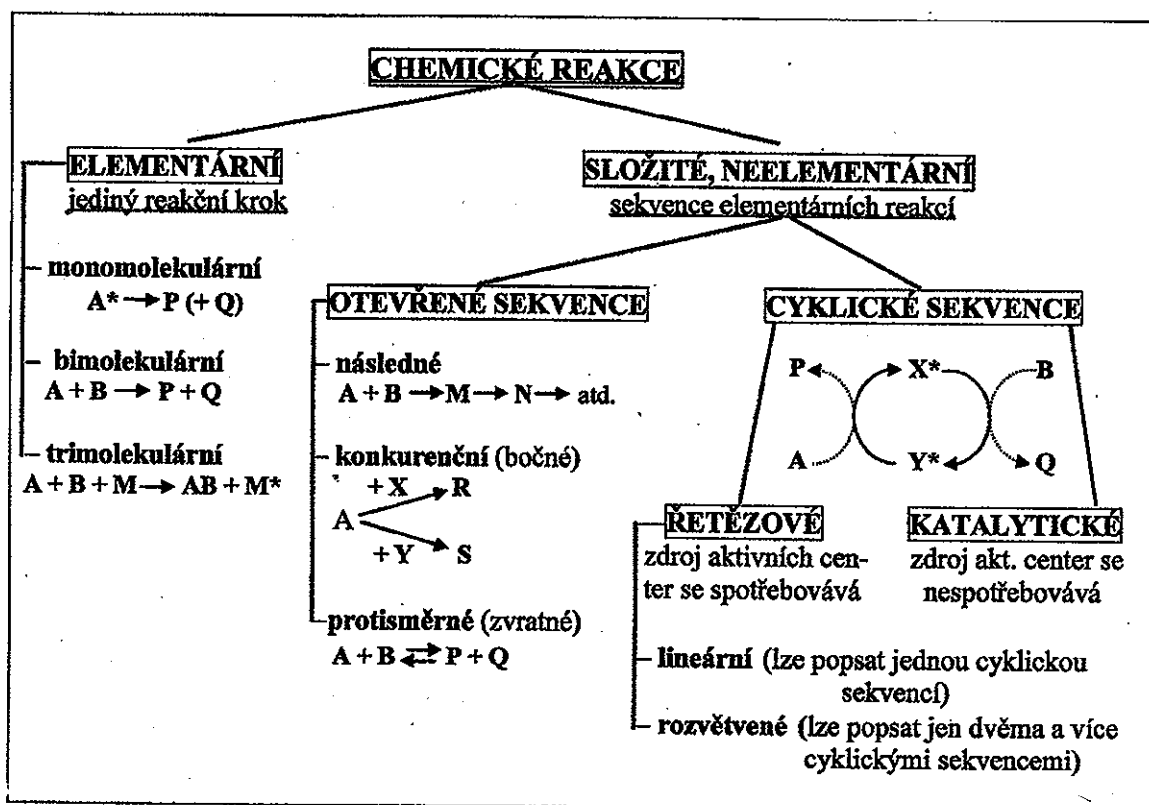 CHEMICKÉ REAKCE
ELEMENTÁRNÍ
jediný reakční krok
monomolekulární
A* → P (+ Q)
bimolekulární
A + B → P + Q
trimolekulární
A + B + M → AB + M*
SLOŽITÉ, NEELEMENTÁRNÍ
sekvence elementárních reakcí
OTEVŘENÉ SEKVENCE
následné
A + B → M → N → atd.
konkurenční (bočné)
+ X R
A
+ Y S
protisměrné (zvratné)
A + B ⇄ P + Q
CYKLICKÉ SEKVENCE
P X* B
A Y* Q
ŘETĚZOVÉ
zdroj aktivních cen-
ter se spotřebovává
KATALYTICKÉ
zdroj akt. center se
nespotřebovává
lineární (lze popsat jednou cyklickou
sekvencí)
rozvětvené (lze popsat jen dvěma a více
cyklickými sekvencemi)